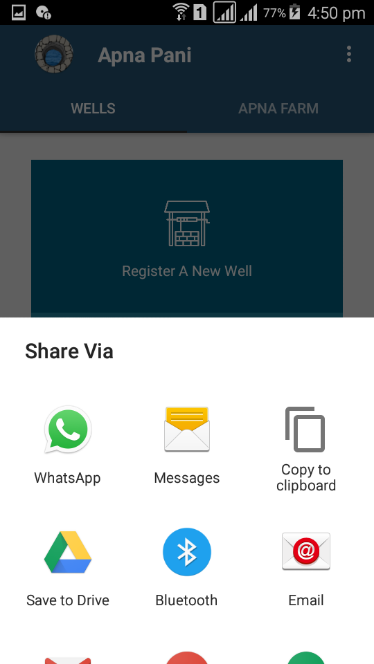 1
77%
4:50 pm
Apna Pani
WELLS
APNA FARM
Register A New Well
Share Via
WhatsApp
Messages
Copy to
clipboard
Save to Drive
Bluetooth
Email